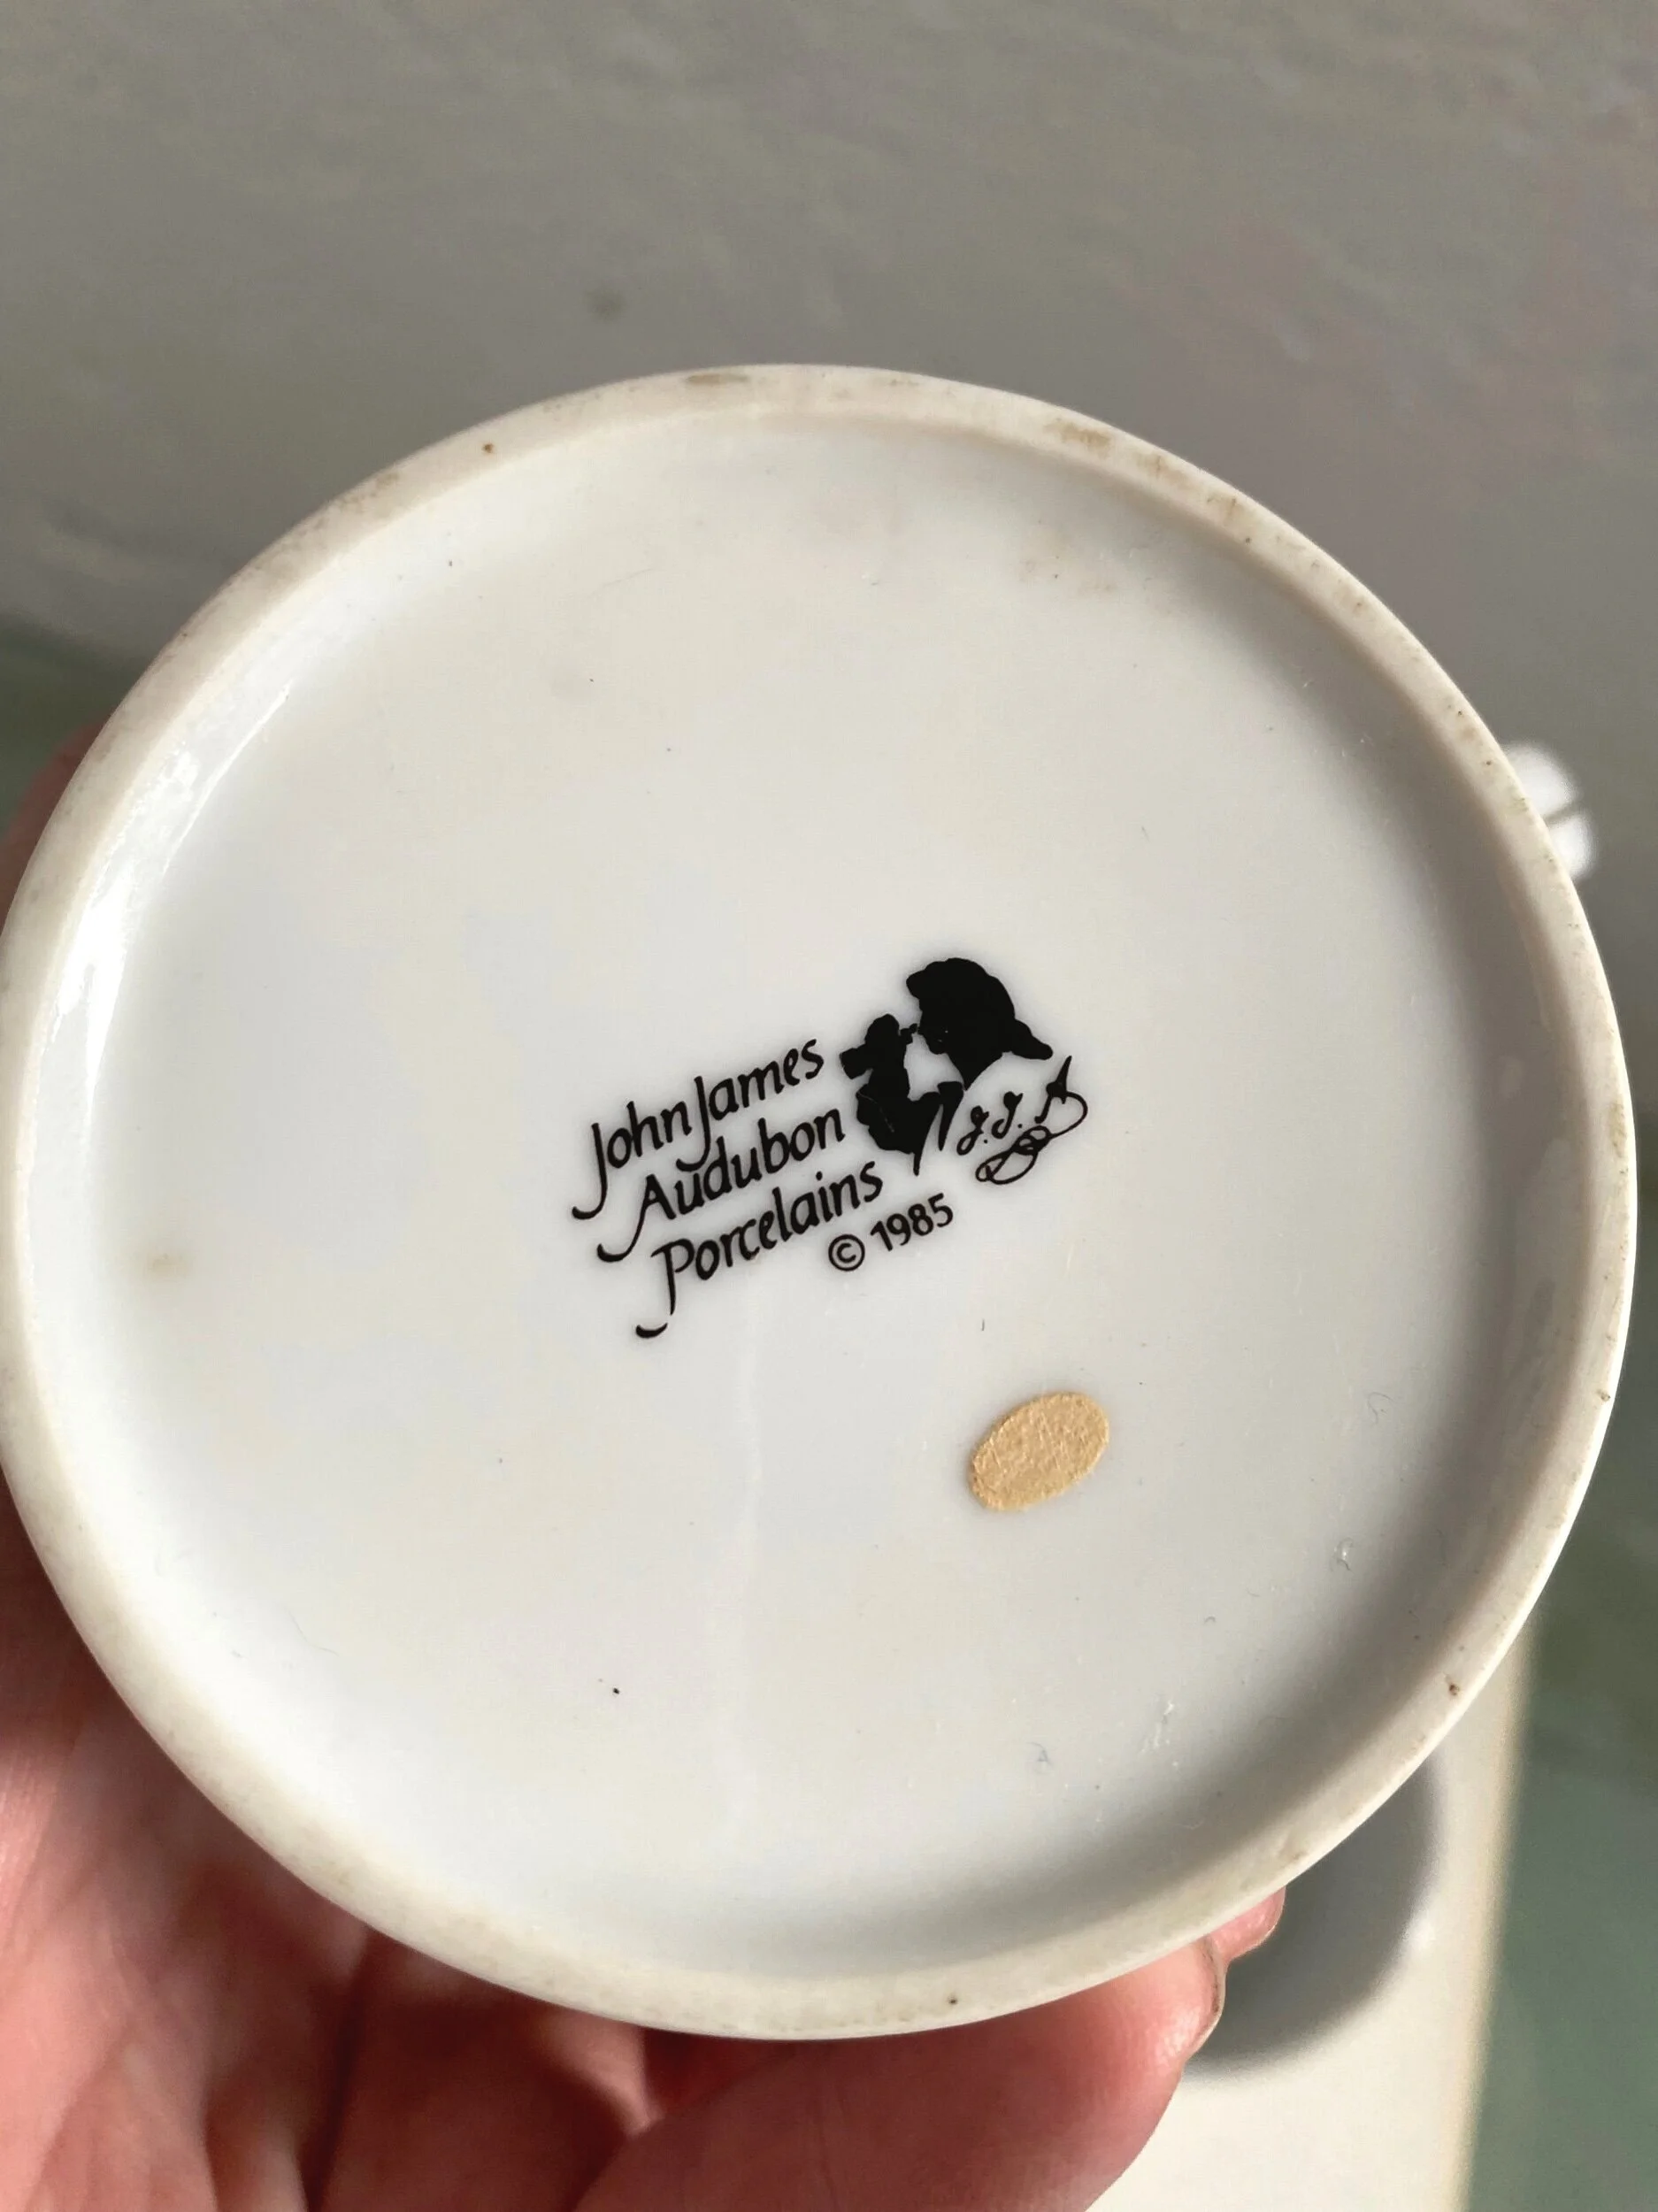 John James
Audubon
Porcelains
© 1985
J.J.A